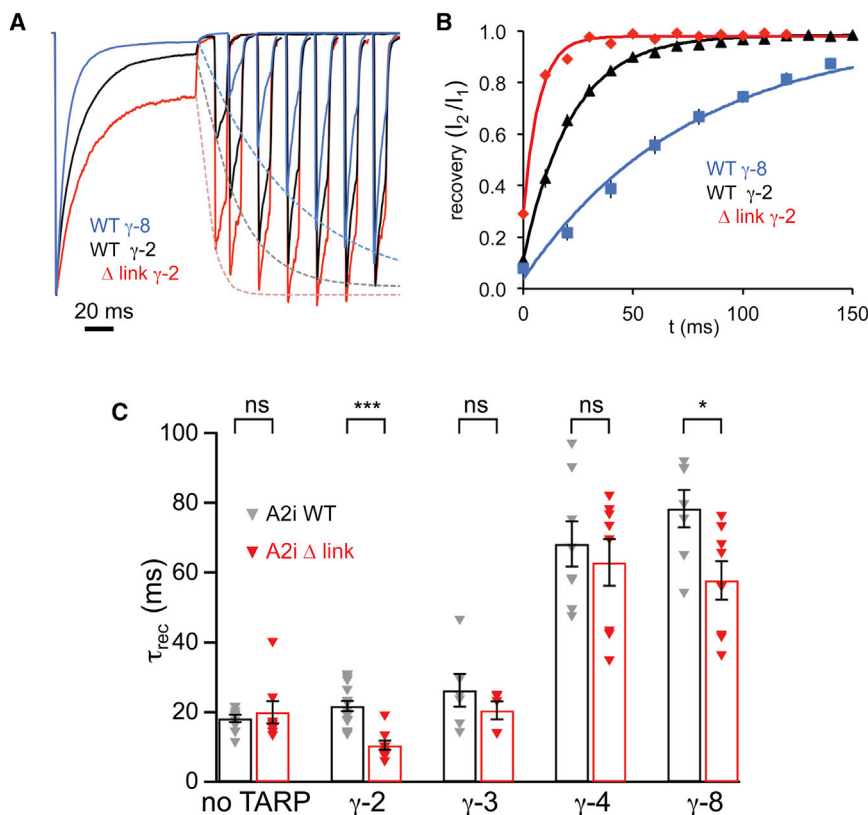 A
WT γ-8
WT γ-2
Δ link γ-2
20 ms
B
recovery (I₂/I₁)
1.0
0.8
0.6
0.4
0.2
0.0
WT γ-8
WT γ-2
Δ link γ-2
0
50
100
150
t (ms)
C
ns
***
ns
ns
*
τrec (ms)
100
80
60
40
20
0
A2i WT
A2i Δ link
no TARP
γ-2
γ-3
γ-4
γ-8